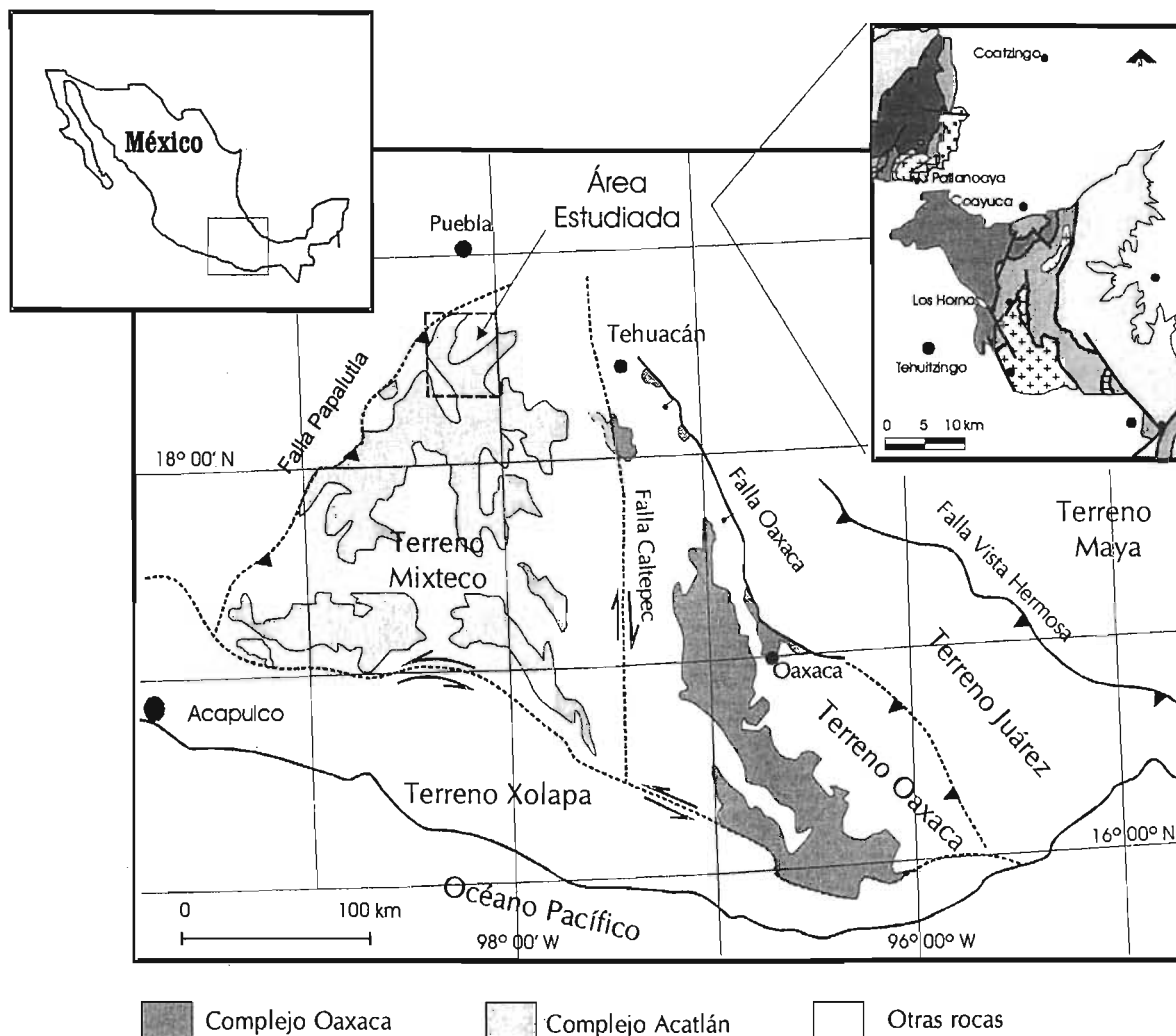 México
Coatzingo
Patlanoaya
Coayuca
Los Horno
Tehuitzingo
0 5 10 km
Área
Estudiada
Puebla
Tehuacán
Falla Papalutla
18° 00' N
Falla Caltepec
Falla Oaxaca
Falla Vista Hermosa
Terreno
Maya
Terreno
Mixteco
Oaxaca
Terreno Juárez
Terreno Oaxaca
Acapulco
Terreno Xolapa
16° 00° N
Océano Pacífico
0 100 km
98° 00' W
96° 00° W
Complejo Oaxaca
Complejo Acatlán
Otras rocas